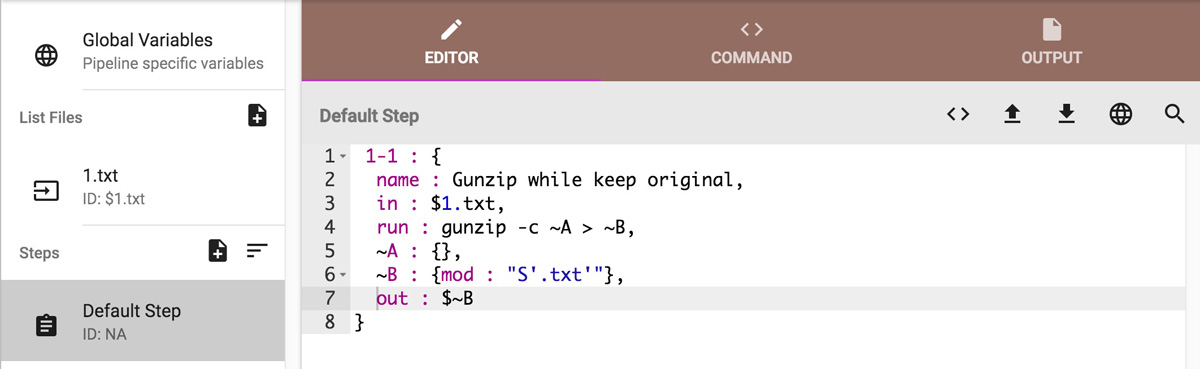 Global Variables
Pipeline specific variables
List Files
1.txt
ID: $1.txt
Steps
Default Step
ID: NA
EDITOR
COMMAND
OUTPUT
Default Step
1 1-1 : {
2 name : Gunzip while keep original,
3 in : $1.txt,
4 run : gunzip -c ~A > ~B,
5 ~A : {},
6 ~B : {mod : "S'.txt'"},
7 out : $~B
8 }